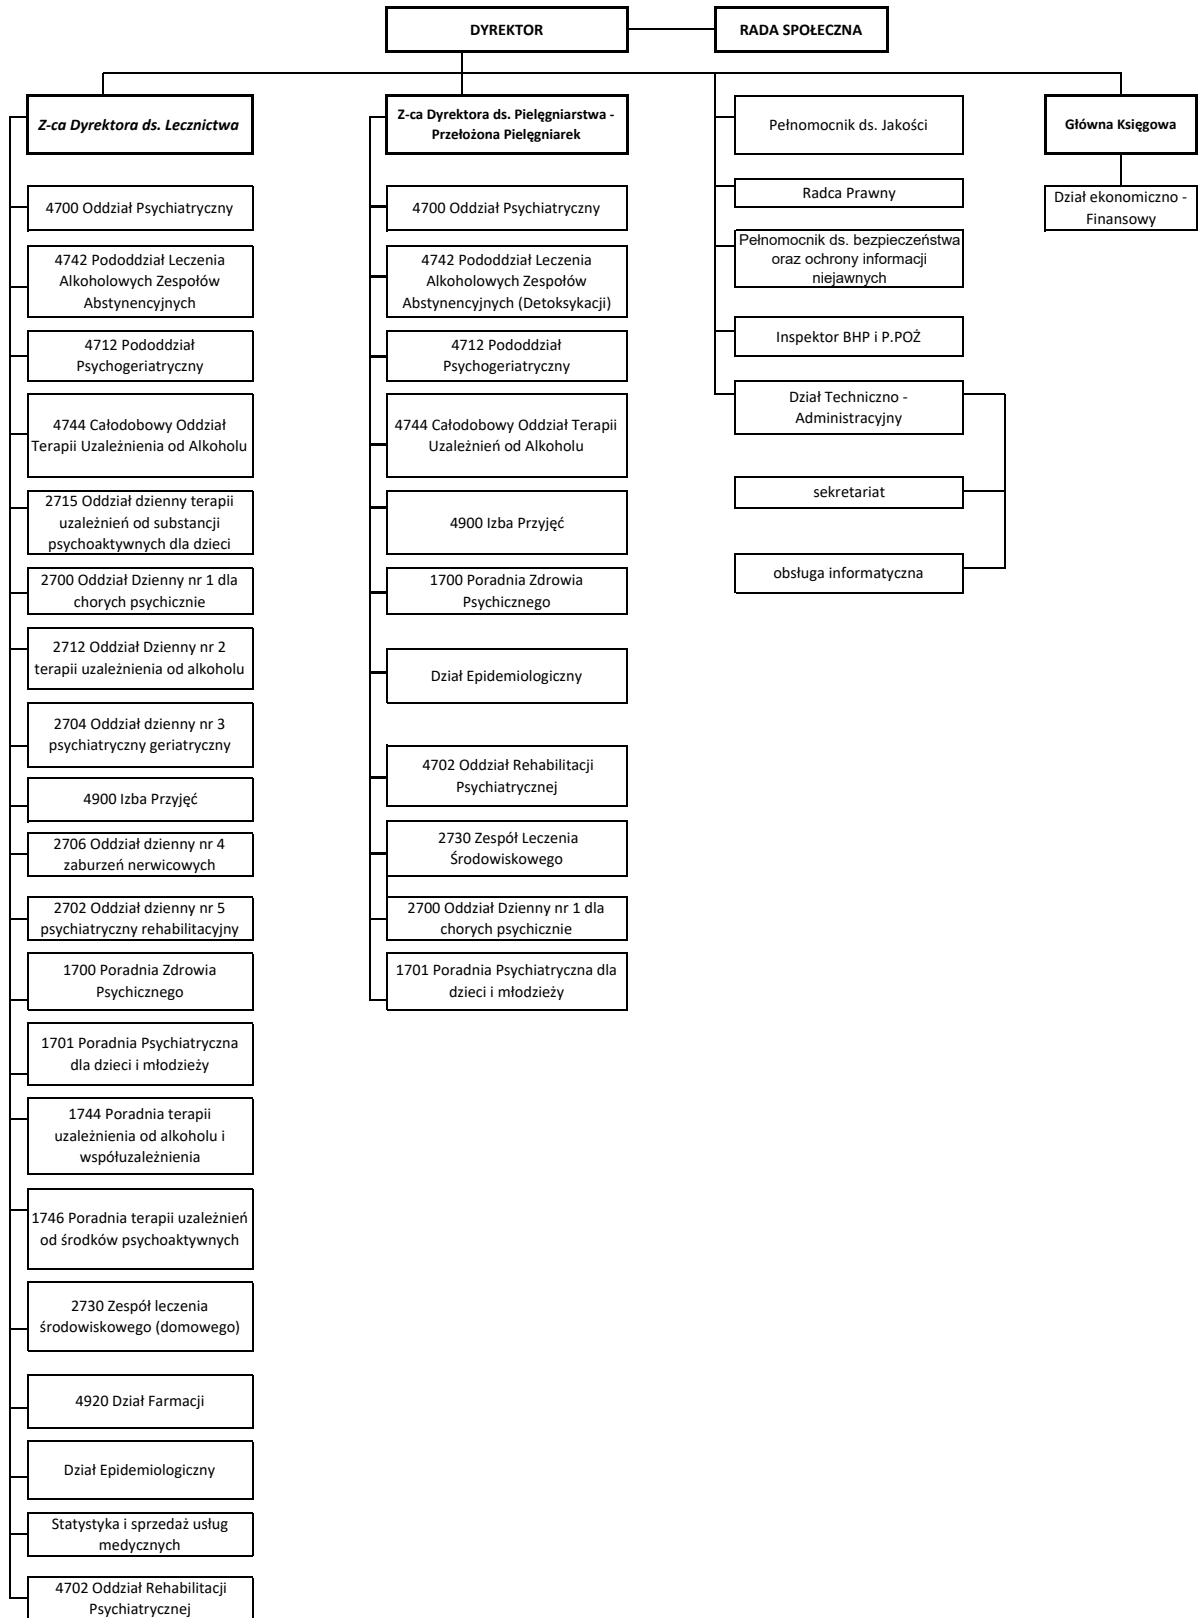 DYREKTOR
RADA SPOŁECZNA
Z-ca Dyrektora ds. Lecznictwa
4700 Oddział Psychiatryczny
4742 Pododdział Leczenia
Alkoholowych Zespołów
Abstynencyjnych
4712 Pododdział
Psychogeriatryczny
4744 Całodobowy Oddział
Terapii Uzależnienia od Alkoholu
2715 Oddział dzienny terapii
uzależnień od substancji
psychoaktywnych dla dzieci
2700 Oddział Dzienny nr 1 dla
chorych psychicznie
2712 Oddział Dzienny nr 2
terapii uzależnienia od alkoholu
2704 Oddział dzienny nr 3
psychiatryczny geriatryczny
4900 Izba Przyjęć
2706 Oddział dzienny nr 4
zaburzeń nerwicowych
2702 Oddział dzienny nr 5
psychiatryczny rehabilitacyjny
1700 Poradnia Zdrowia
Psychicznego
1701 Poradnia Psychiatryczna
dla dzieci i młodzieży
1744 Poradnia terapii
uzależnienia od alkoholu i
współuzależnienia
1746 Poradnia terapii uzależnień
od środków psychoaktywnych
2730 Zespół leczenia
środowiskowego (domowego)
4920 Dział Farmacji
Dział Epidemiologiczny
Statystyka i sprzedaż usług
medycznych
4702 Oddział Rehabilitacji
Psychiatrycznej
Z-ca Dyrektora ds. Pielęgniarstwa -
Przełożona Pielęgniarek
4700 Oddział Psychiatryczny
4742 Pododdział Leczenia
Alkoholowych Zespołów
Abstynencyjnych (Detoksykacji)
4712 Pododdział
Psychogeriatryczny
4744 Całodobowy Oddział Terapii
Uzależnień od Alkoholu
4900 Izba Przyjęć
1700 Poradnia Zdrowia
Psychicznego
Dział Epidemiologiczny
4702 Oddział Rehabilitacji
Psychiatrycznej
2730 Zespół Leczenia
Środowiskowego
2700 Oddział Dzienny nr 1 dla
chorych psychicznie
1701 Poradnia Psychiatryczna dla
dzieci i młodzieży
Pełnomocnik ds. Jakości
Radca Prawny
Pełnomocnik ds. bezpieczeństwa
oraz ochrony informacji
niejawnych
Inspektor BHP i P.POŻ
Dział Techniczno -
Administracyjny
sekretariat
obsługa informatyczna
Główna Księgowa
Dział ekonomiczno -
Finansowy